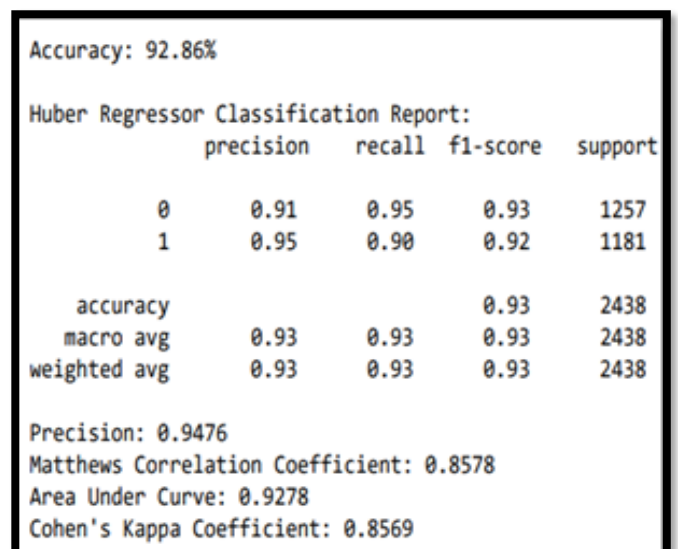 Accuracy: 92.86%
Huber Regressor Classification Report:
precision recall f1-score support
0 0.91 0.95 0.93 1257
1 0.95 0.90 0.92 1181
accuracy 0.93 2438
macro avg 0.93 0.93 0.93 2438
weighted avg 0.93 0.93 0.93 2438
Precision: 0.9476
Matthews Correlation Coefficient: 0.8578
Area Under Curve: 0.9278
Cohen's Kappa Coefficient: 0.8569